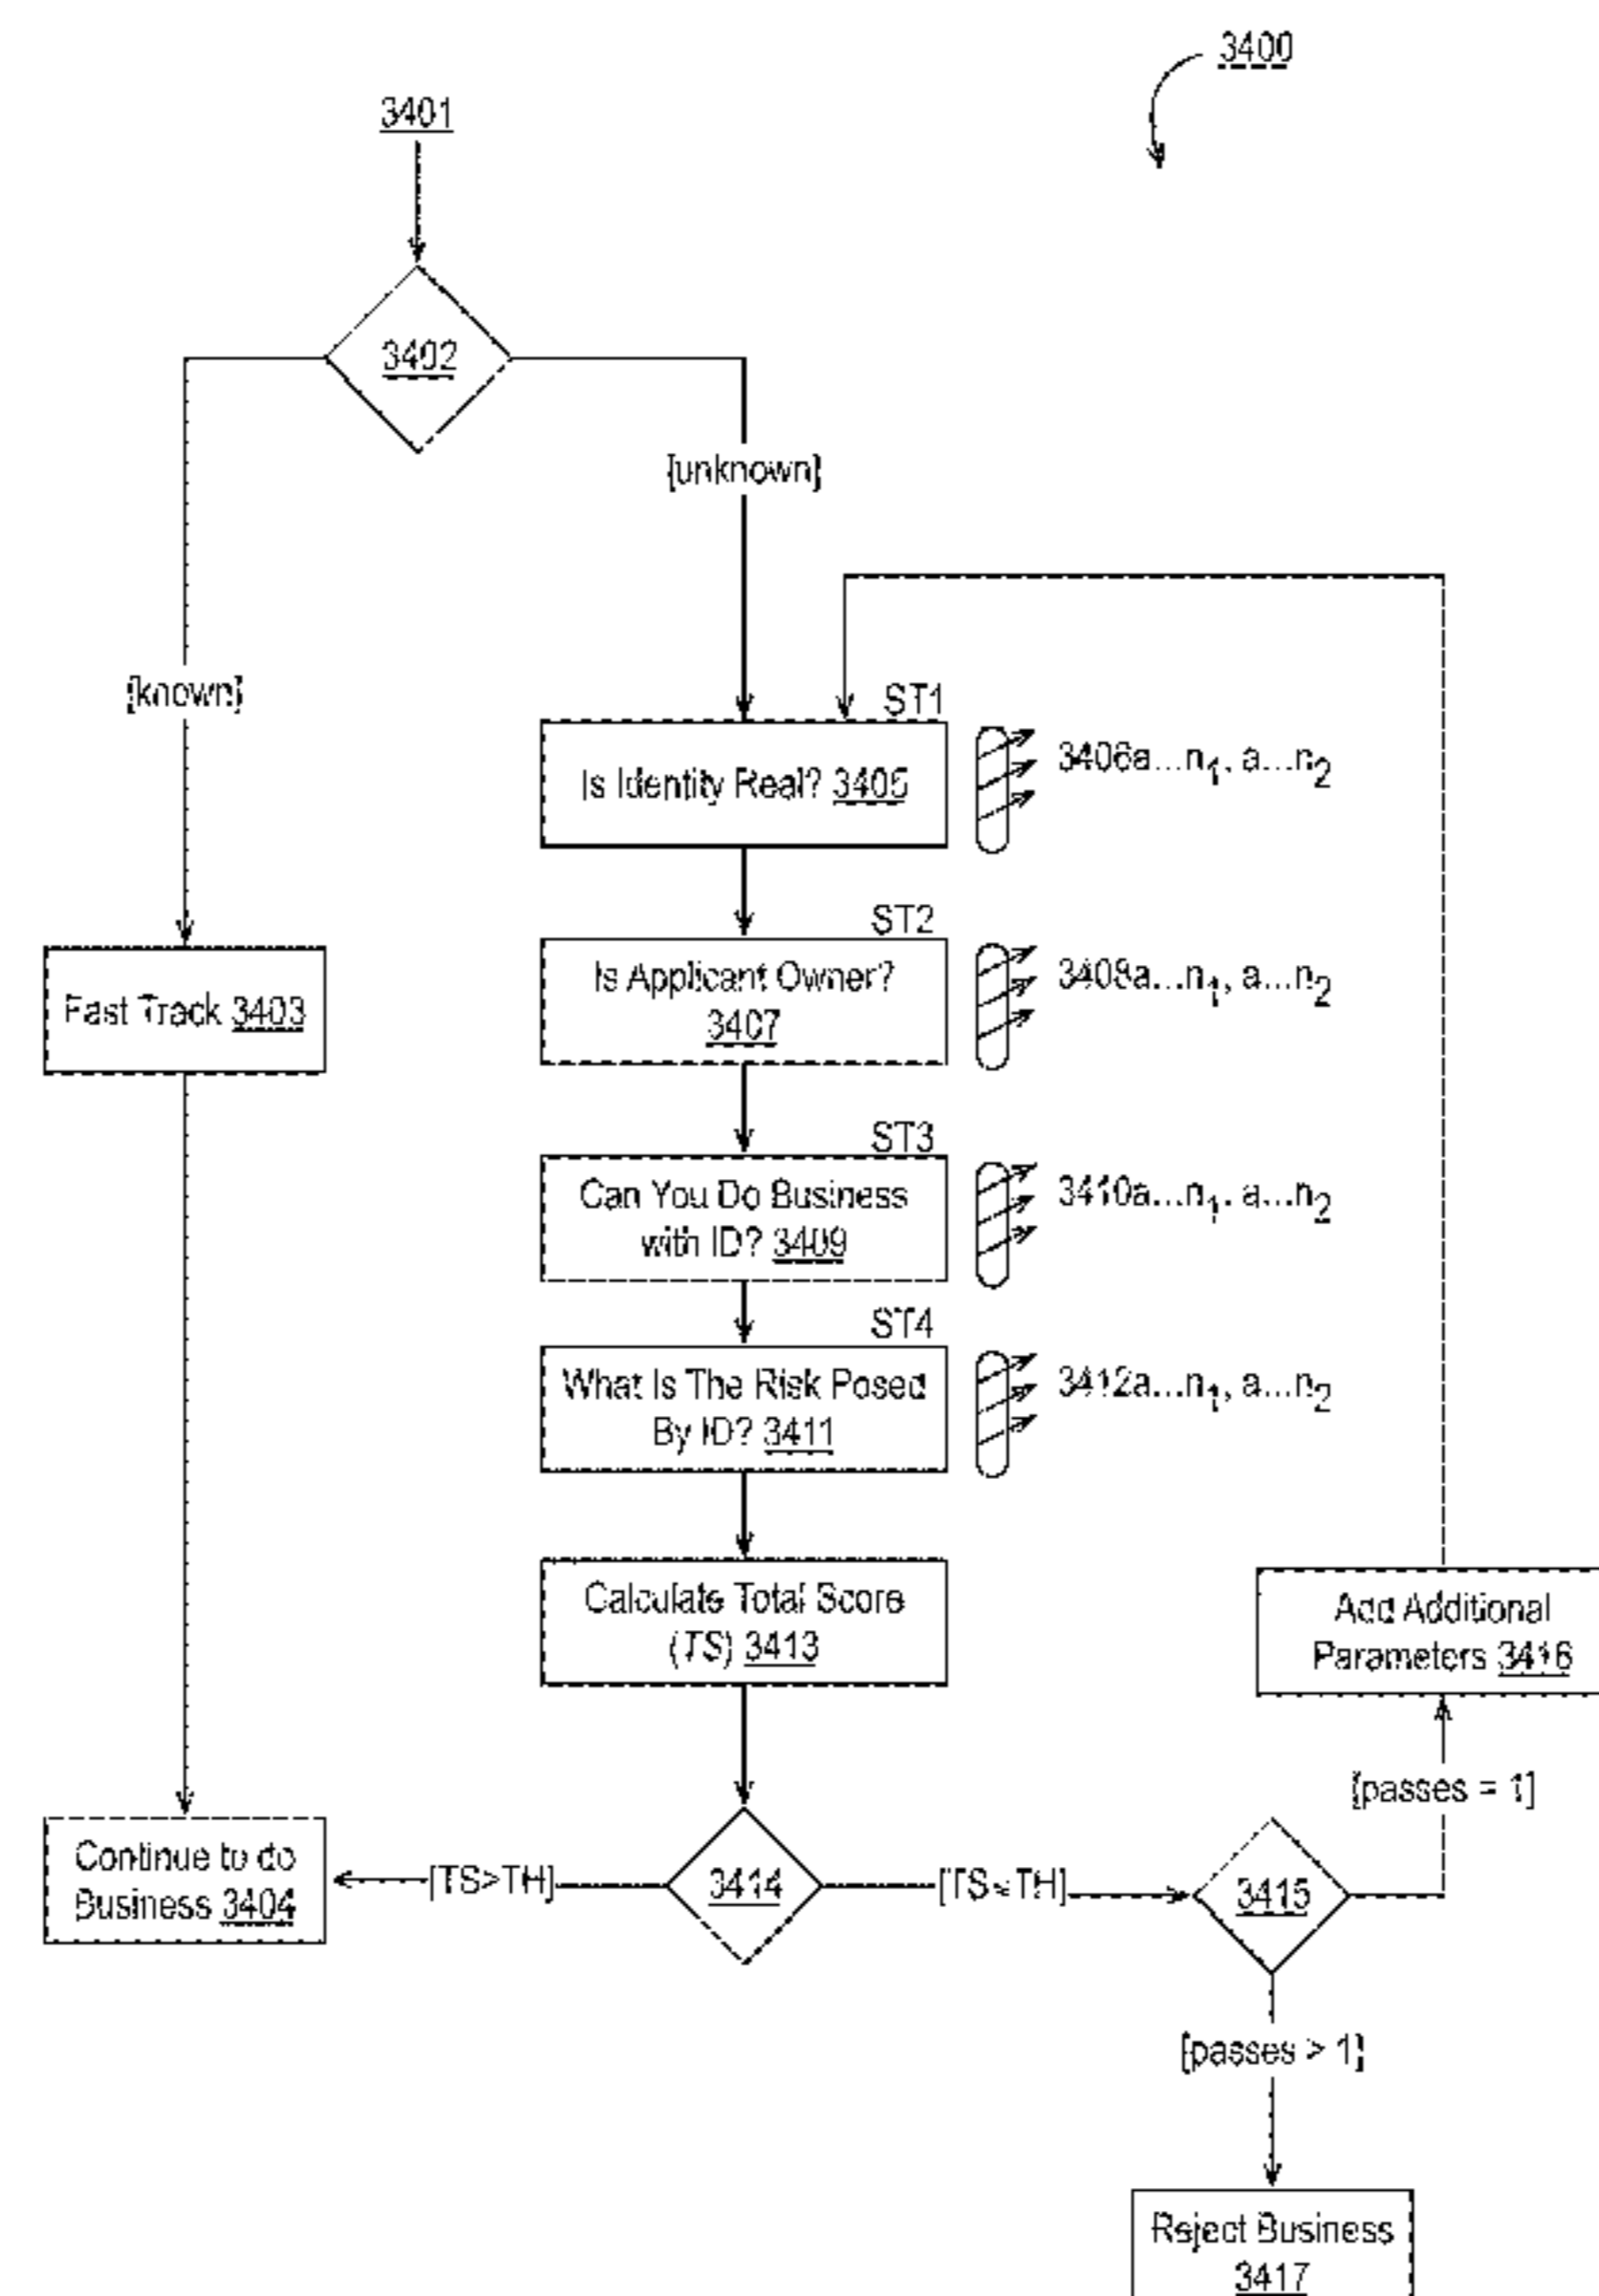 3400
3401
3402
{unknown}
{known}
ST1
Is Identity Real? 3405
3406a...n1, a...n2
ST2
Is Applicant Owner?
3407
3408a...n1, a...n2
Fast Track 3403
ST3
Can You Do Business
with ID? 3409
3410a...n1, a...n2
ST4
What Is The Risk Posed
By ID? 3411
3412a...n1, a...n2
Calculate Total Score
(TS) 3413
Add Additional
Parameters 3416
[passes = 1]
Continue to do
Business 3404
[TS>TH]
3414
[TS≤TH]
3415
[passes > 1]
Reject Business
3417